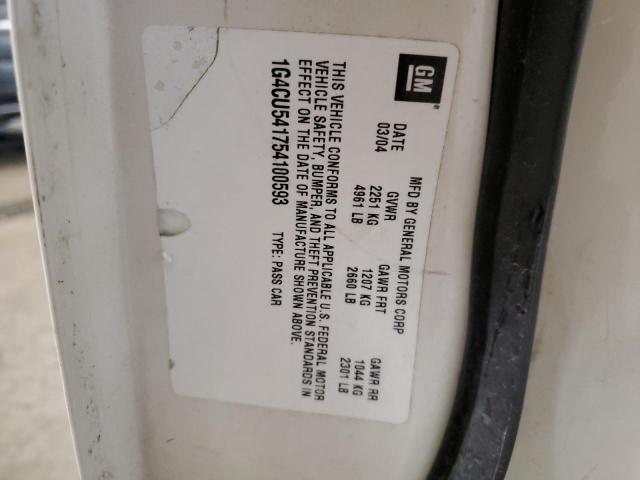 GM
®
MFD BY GENERAL MOTORS CORP
DATE GVWR GAWR FRT GAWR RR
03/04 2251 KG 1207 KG 1044 KG
4961 LB 2660 LB 2301 LB
THIS VEHICLE CONFORMS TO ALL APPLICABLE U.S. FEDERAL MOTOR
VEHICLE SAFETY, BUMPER, AND THEFT PREVENTION STANDARDS IN
EFFECT ON THE DATE OF MANUFACTURE SHOWN ABOVE.
1G4CU541754100593 TYPE: PASS CAR